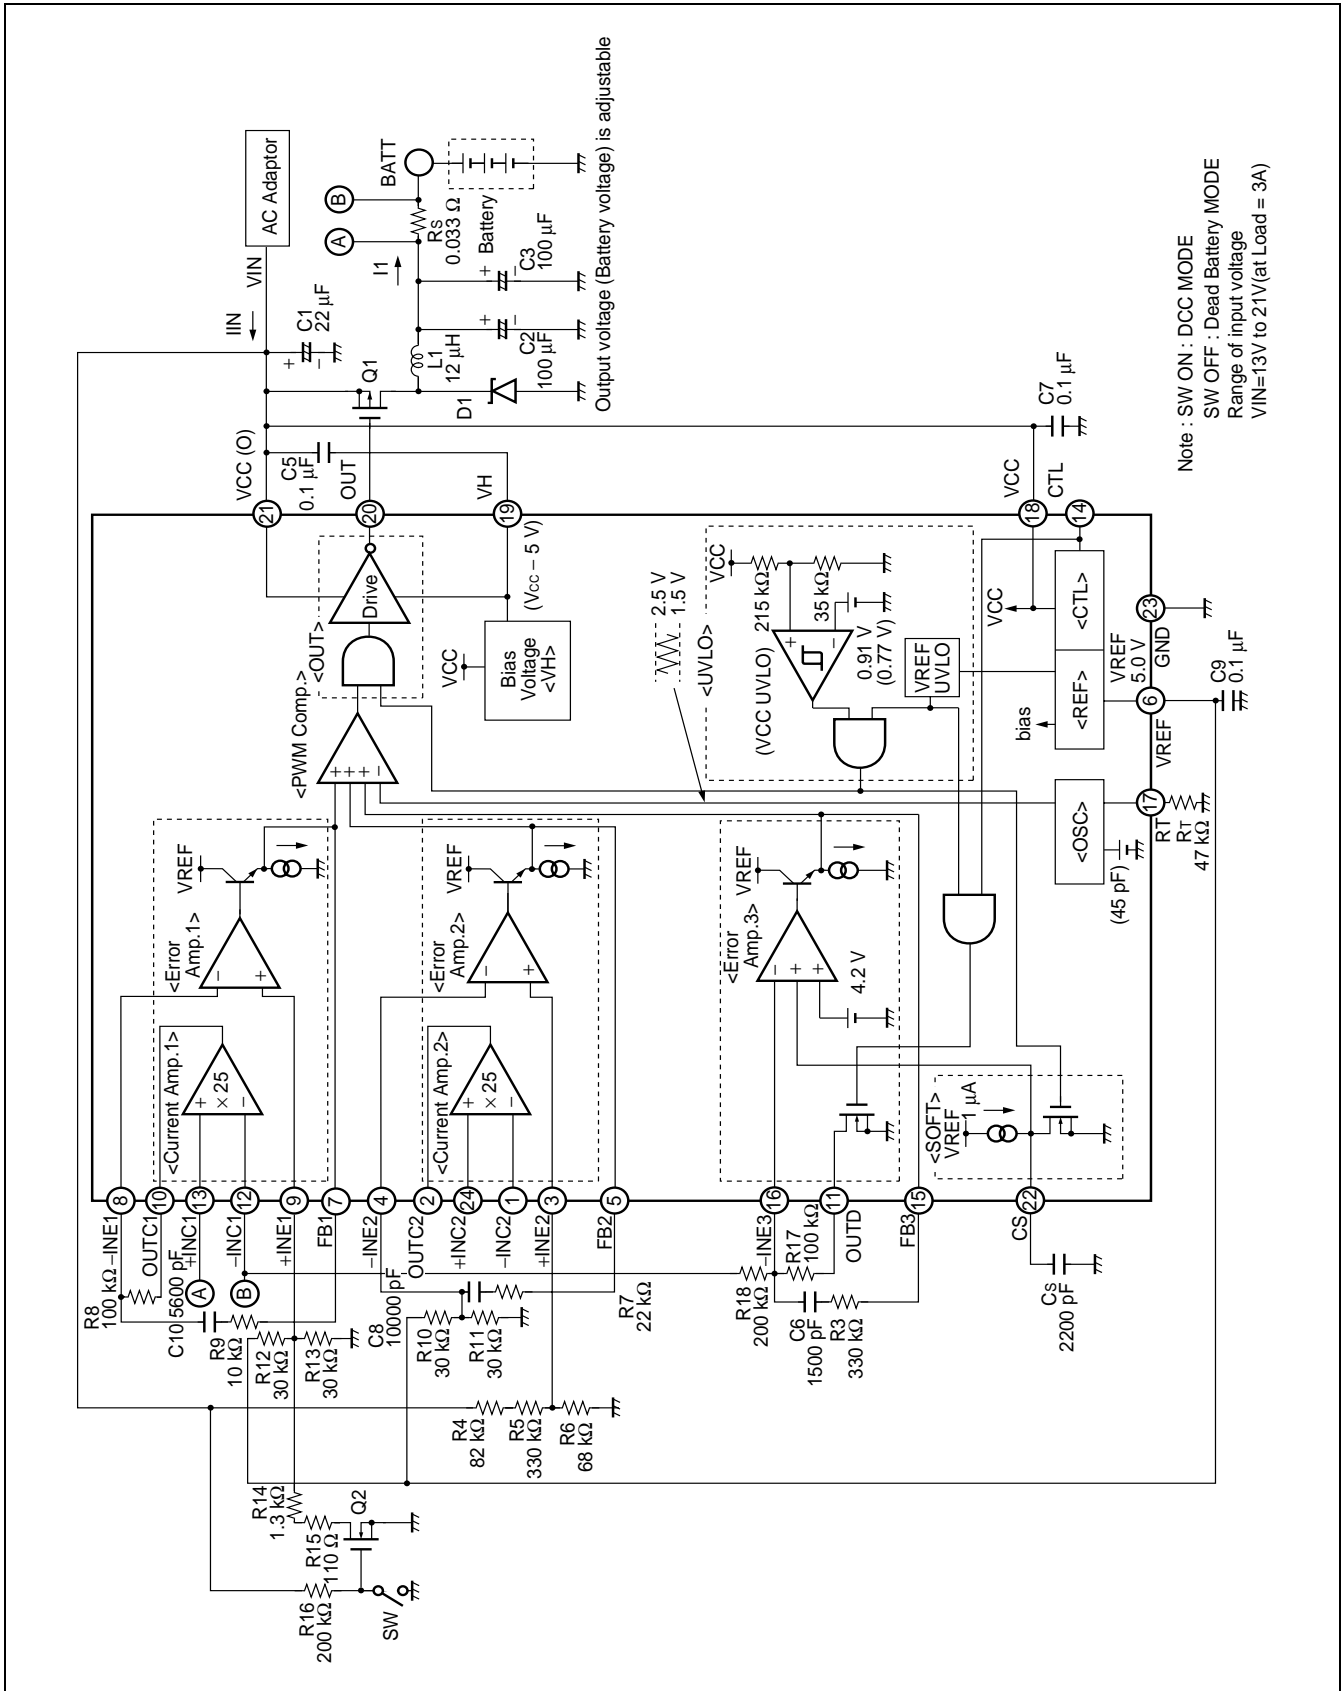 −INE1
8
R8
100 kΩ
OUTC1
10
+INC1
13
A
−INC1
12
B
+INE1
9
FB1
7
C10 5600 pF
R9
10 kΩ
R12
30 kΩ
R13
30 kΩ
−INE2
4
OUTC2
2
+INC2
24
−INC2
1
+INE2
3
FB2
5
C8
10000 pF
R10
30 kΩ
R11
30 kΩ
R7
22 kΩ
R4
82 kΩ
R5
330 kΩ
R6
68 kΩ
R14
1.3 kΩ
R15
110 Ω
Q2
R16
200 kΩ
SW
−INE3
16
R18
200 kΩ
R17
100 kΩ
OUTD
11
C6
1500 pF
R3
330 kΩ
FB3
15
CS
22
CS
2200 pF
<Current Amp.1>
+
× 25
−
<Error
Amp.1>
−
+
VREF
<Current Amp.2>
+
× 25
−
<Error
Amp.2>
−
+
VREF
<Error
Amp.3>
−
+
+
VREF
4.2 V
<SOFT>
VREF
1 µA
<PWM Comp.>
+
+
+
−
<OUT>
Drive
VCC
Bias
Voltage
<VH>
(VCC − 5 V)
2.5 V
1.5 V
<UVLO>
VCC
215 kΩ
35 kΩ
+
−
0.91 V
(0.77 V)
(VCC UVLO)
VREF
UVLO
<OSC>
(45 pF)
bias
<REF>
<CTL>
VCC
VREF
5.0 V
17
RT
RT
47 kΩ
6
VREF
C9
0.1 µF
23
GND
VCC (O)
21
C5
0.1 µF
OUT
20
VH
19
VCC
18
CTL
14
C7
0.1 µF
AC Adaptor
VIN
IIN
+
−
C1
22 µF
Q1
D1
L1
12 µH
I1
A
B
RS
0.033 Ω
BATT
Battery
+
−
C2
100 µF
+
−
C3
100 µF
Output voltage (Battery voltage) is adjustable
Note : SW ON : DCC MODE
SW OFF : Dead Battery MODE
Range of input voltage
VIN=13V to 21V(at Load = 3A)